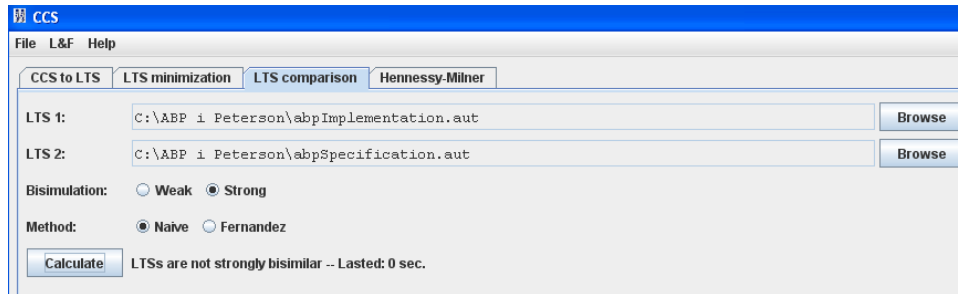 CCS
File L&F Help
CCS to LTS LTS minimization LTS comparison Hennessy-Milner
LTS 1: C:\ABP i Peterson\abpImplementation.aut Browse
LTS 2: C:\ABP i Peterson\abpSpecification.aut Browse
Bisimulation: Weak Strong
Method: Naive Fernandez
Calculate LTSs are not strongly bisimilar -- Lasted: 0 sec.